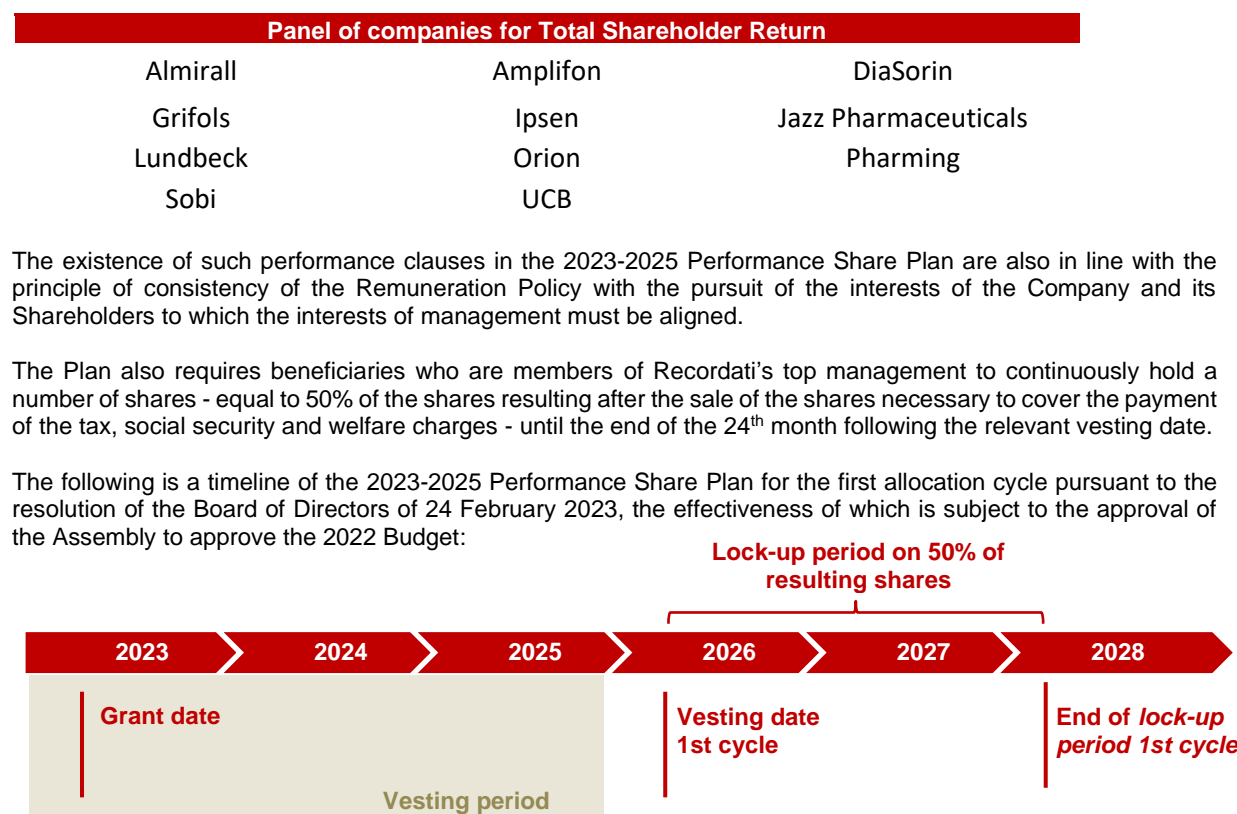 Panel of companies for Total Shareholder Return
Almirall Amplifon DiaSorin
Grifols Ipsen Jazz Pharmaceuticals
Lundbeck Orion Pharming
Sobi UCB
The existence of such performance clauses in the 2023-2025 Performance Share Plan are also in line with the
principle of consistency of the Remuneration Policy with the pursuit of the interests of the Company and its
Shareholders to which the interests of management must be aligned.
The Plan also requires beneficiaries who are members of Recordati's top management to continuously hold a
number of shares - equal to 50% of the shares resulting after the sale of the shares necessary to cover the payment
of the tax, social security and welfare charges - until the end of the 24th month following the relevant vesting date.
The following is a timeline of the 2023-2025 Performance Share Plan for the first allocation cycle pursuant to the
resolution of the Board of Directors of 24 February 2023, the effectiveness of which is subject to the approval of
the Assembly to approve the 2022 Budget:
Lock-up period on 50% of
resulting shares
2023 2024 2025 2026 2027 2028
Grant date
Vesting date
1st cycle
End of lock-up
period 1st cycle
Vesting period